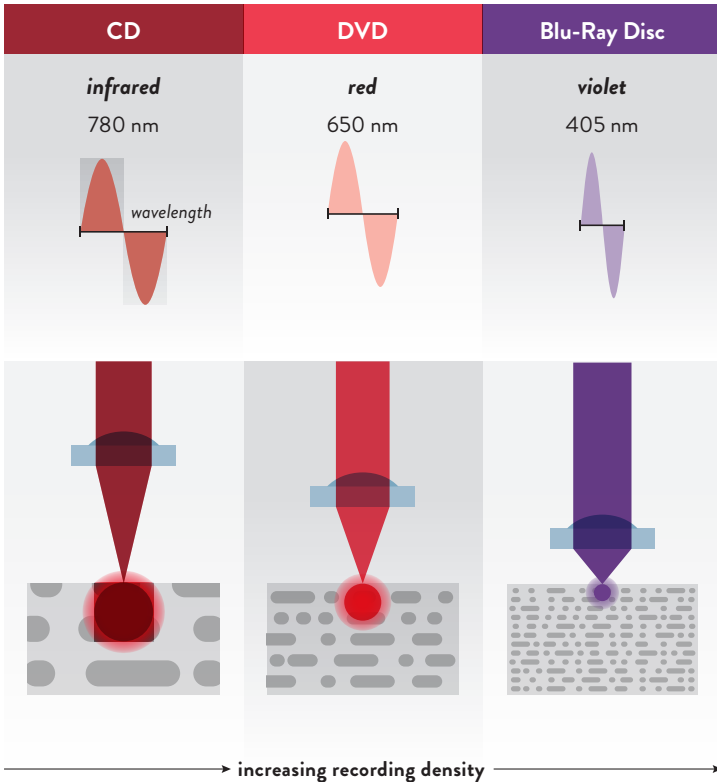 CD
DVD
Blu-Ray Disc
infrared
red
violet
780 nm
650 nm
405 nm
wavelength
increasing recording density